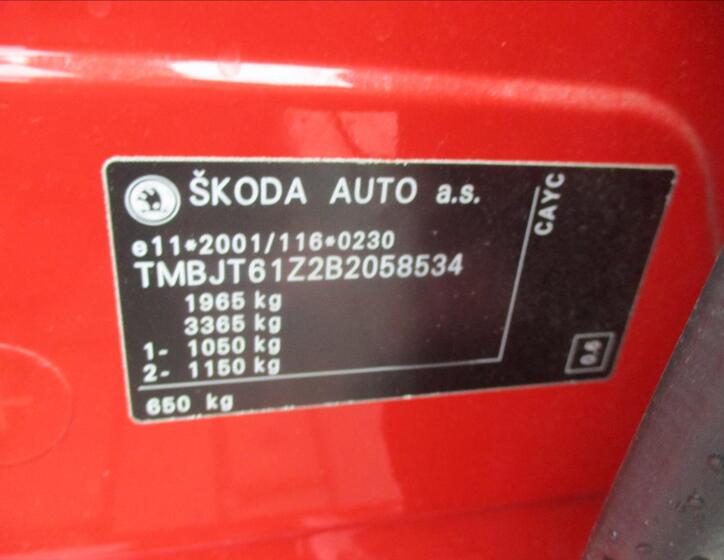 ŠKODA AUTO a.s.
CAYC
e11*2001/116*0230
TMBJT61Z2B2058534
1965 kg
3365 kg
1- 1050 kg
2- 1150 kg
650 kg